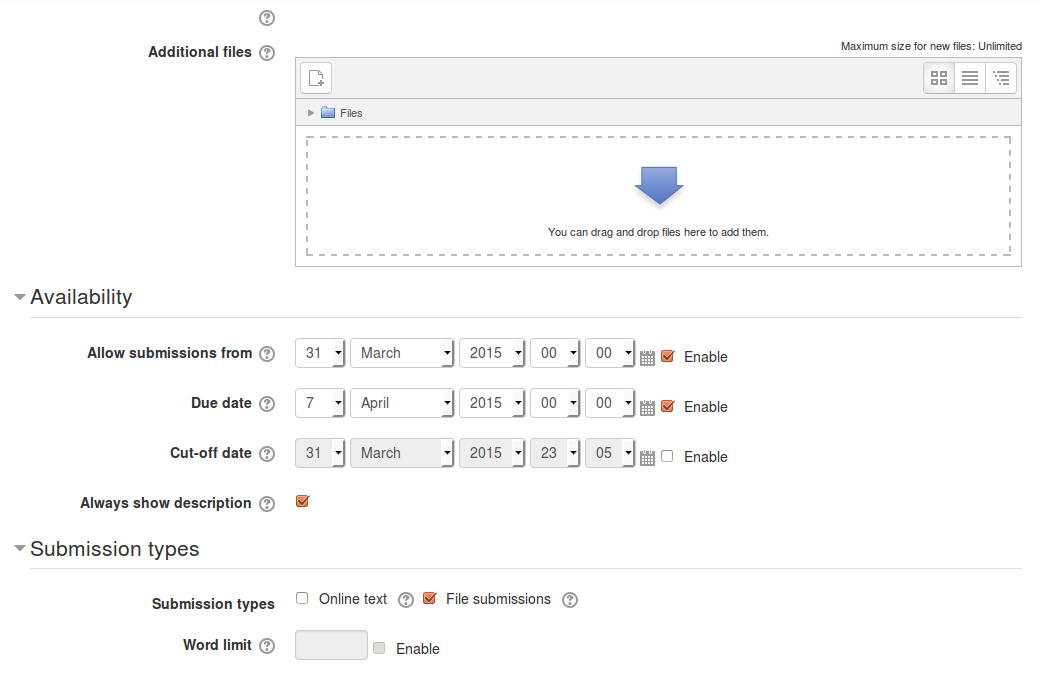 Additional files
Maximum size for new files: Unlimited
Files
You can drag and drop files here to add them.
Availability
Allow submissions from 31 March 2015 00 00 Enable
Due date 7 April 2015 00 00 Enable
Cut-off date 31 March 2015 23 05 Enable
Always show description
Submission types
Submission types Online text File submissions
Word limit Enable